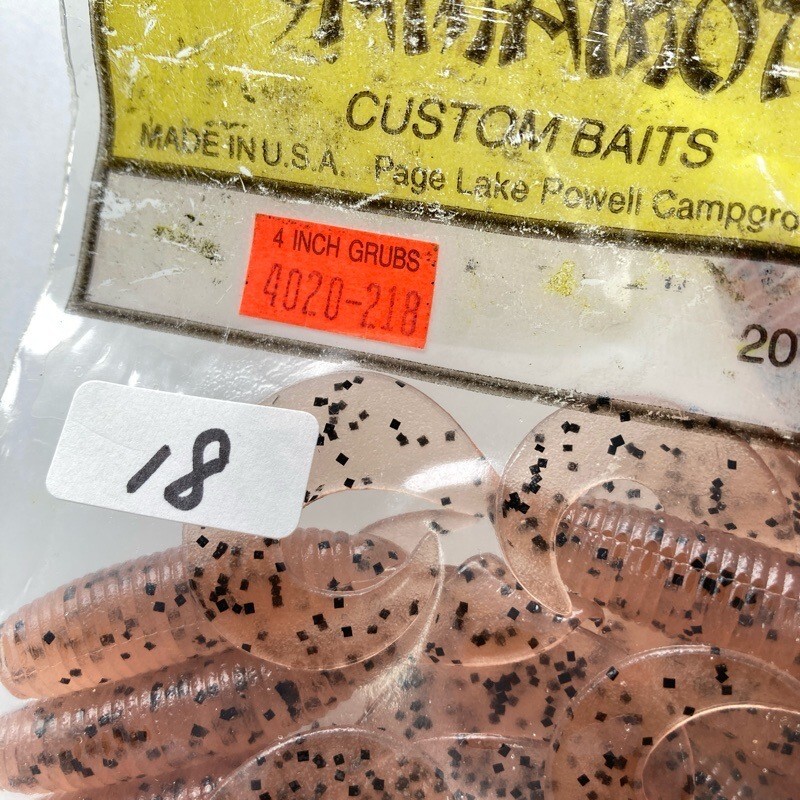 CUSTOM BAITS
MADE IN U.S.A. Page Lake Powell Campgro
4 INCH GRUBS
4020-218
20
18